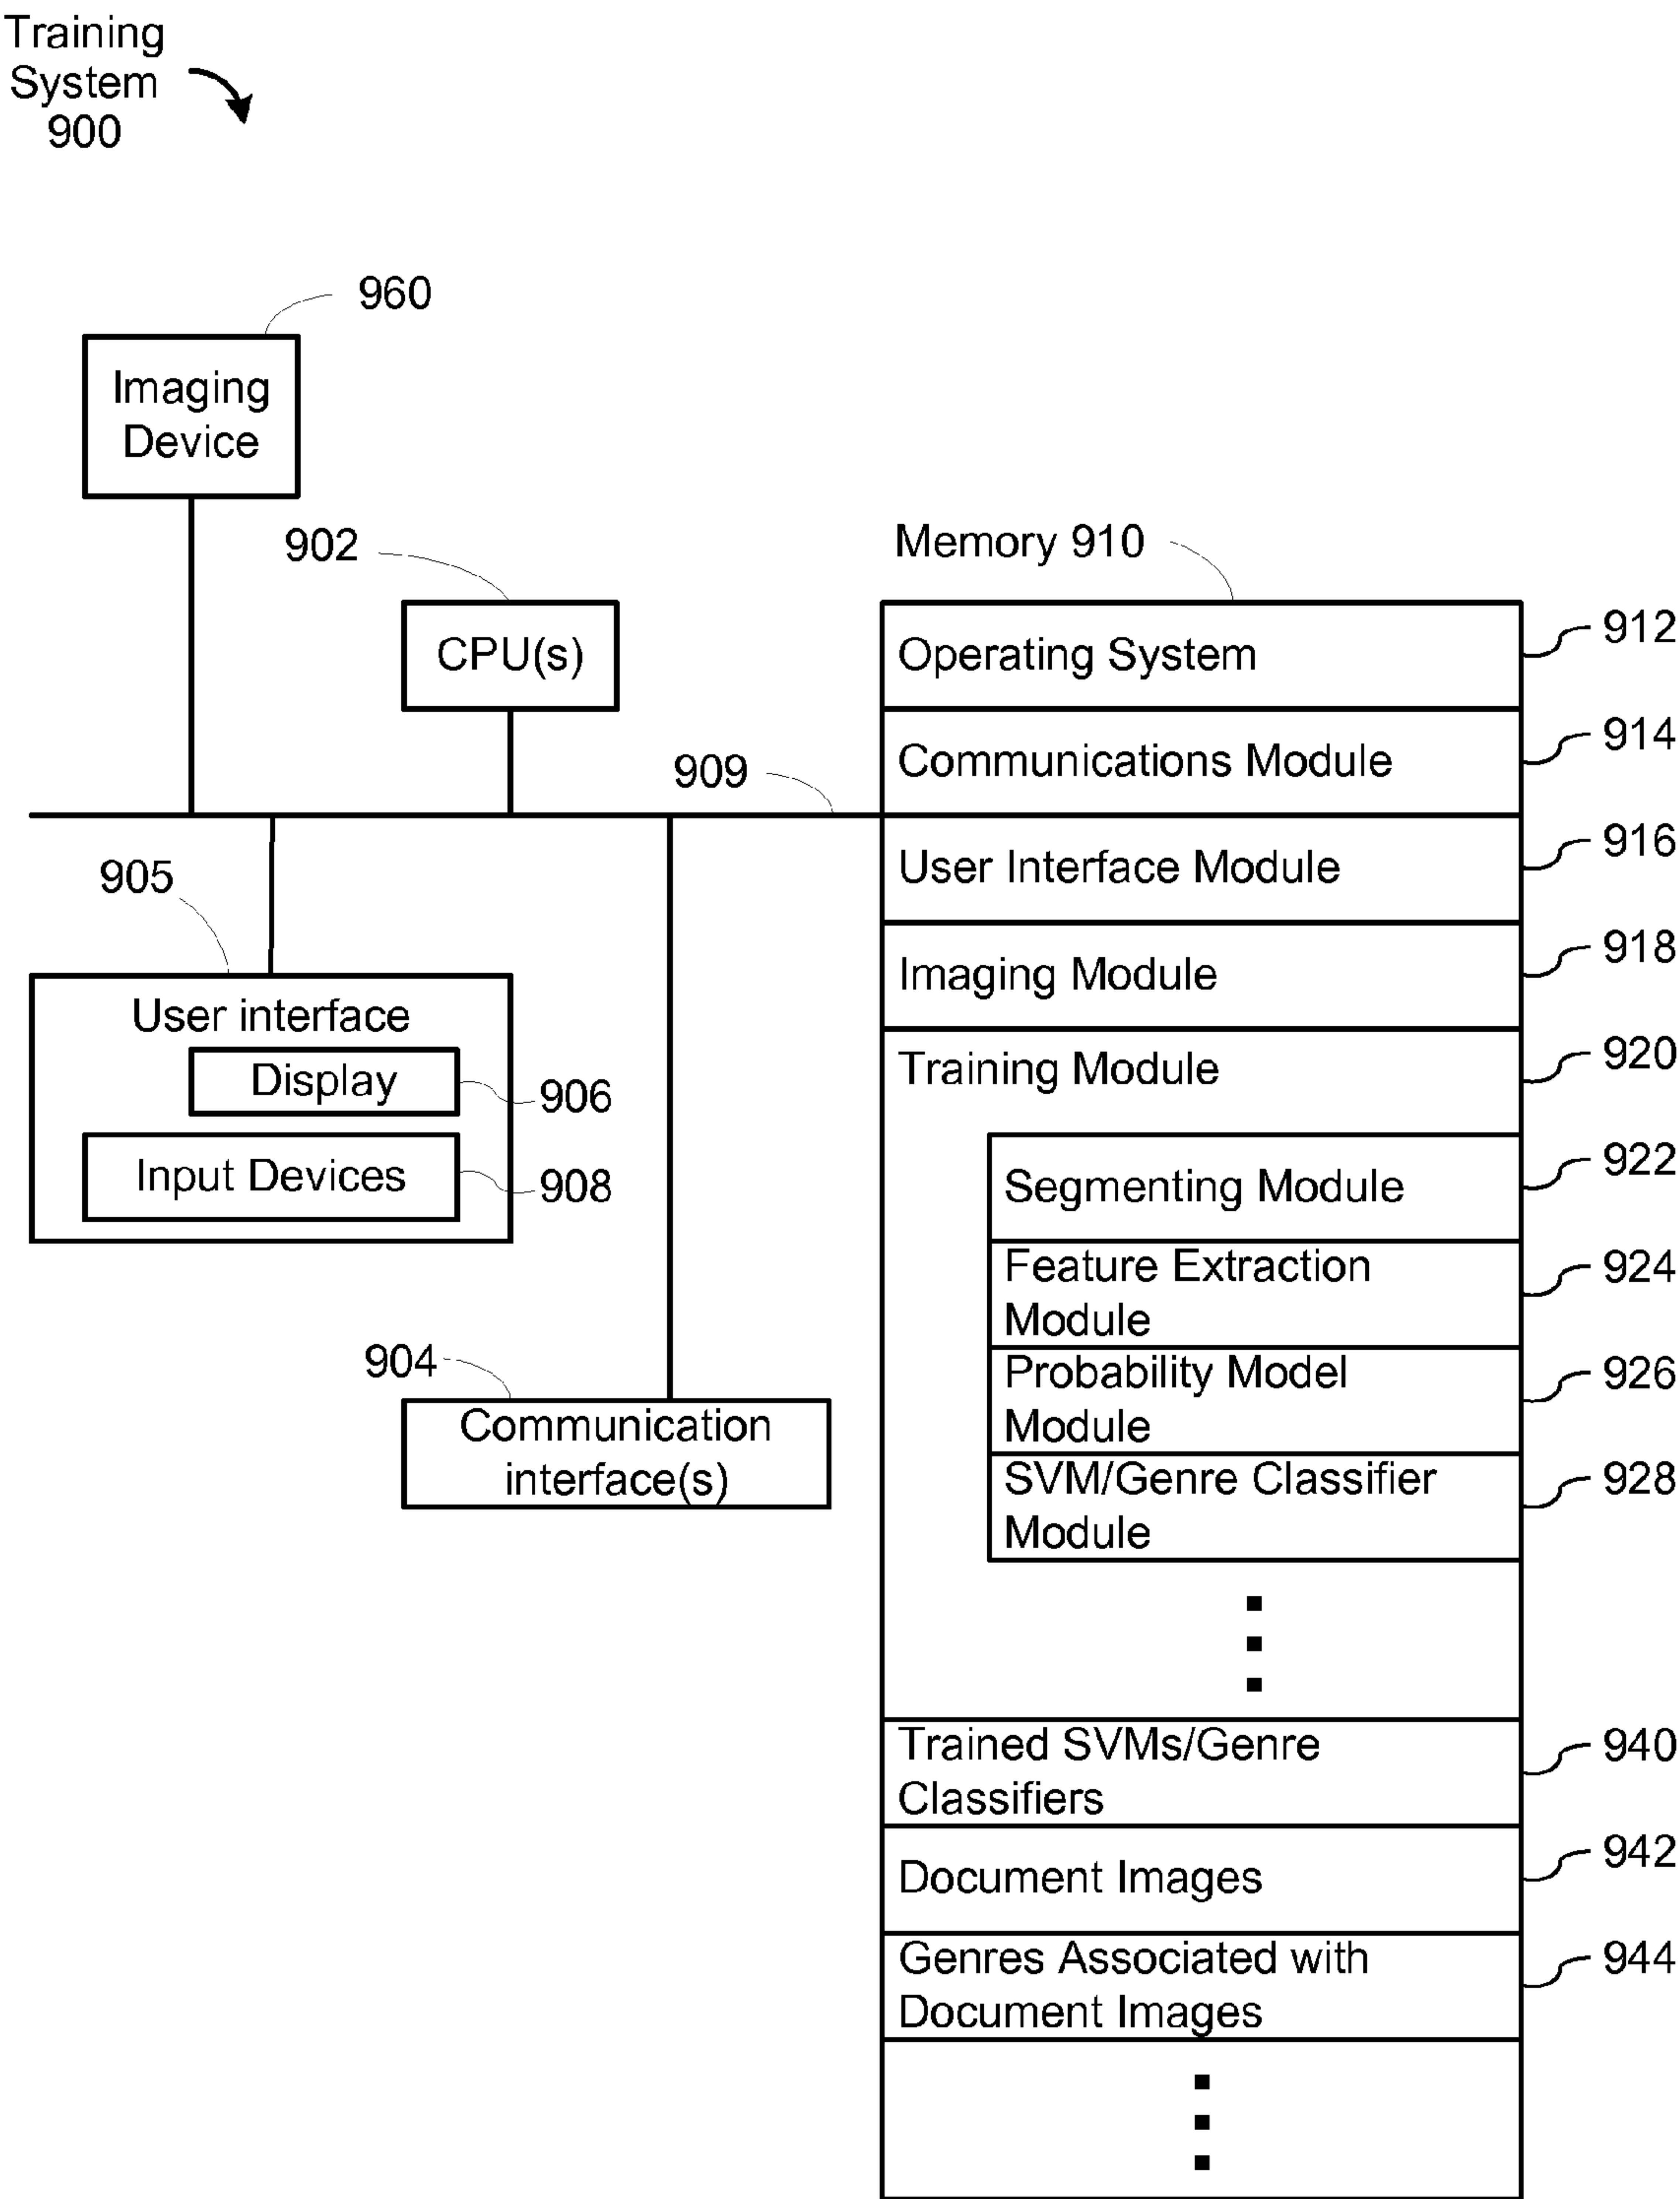 Training
System
900
960
Imaging
Device
902
CPU(s)
909
905
User interface
Display
906
Input Devices
908
904
Communication
interface(s)
Memory 910
Operating System
912
Communications Module
914
User Interface Module
916
Imaging Module
918
Training Module
920
Segmenting Module
922
Feature Extraction
Module
924
Probability Model
Module
926
SVM/Genre Classifier
Module
928
Trained SVMs/Genre
Classifiers
940
Document Images
942
Genres Associated with
Document Images
944